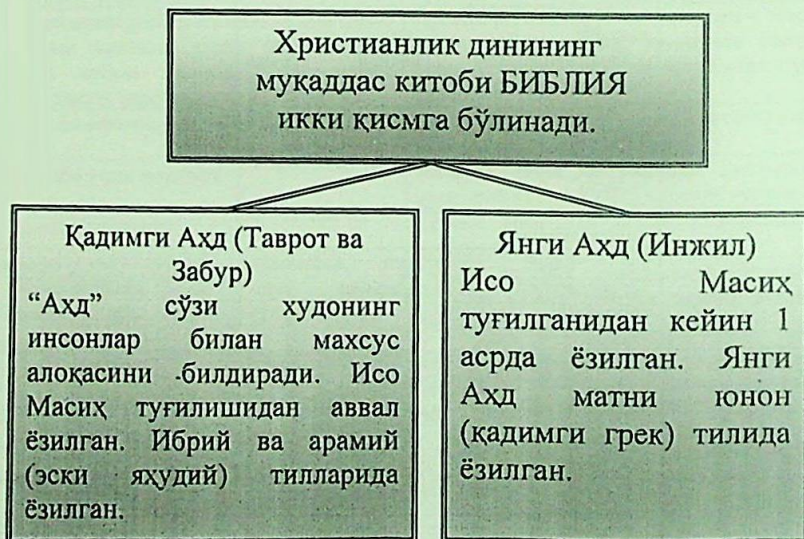 Христианлик динининг
муқаддас китоби БИБЛИЯ
икки қисмга бўлинади.
Қадимги Аҳд (Таврот ва
Забур)
“Аҳд” сўзи худонинг
инсонлар билан махсус
алоқасини билдиради. Исо
Масиҳ туғилишидан аввал
ёзилган. Ибрий ва арамий
(эски яҳудий) тилларида
ёзилган.
Янги Аҳд (Инжил)
Исо Масиҳ
туғилганидан кейин 1
асрда ёзилган. Янги
Аҳд матни юнон
(қадимги грек) тилида
ёзилган.